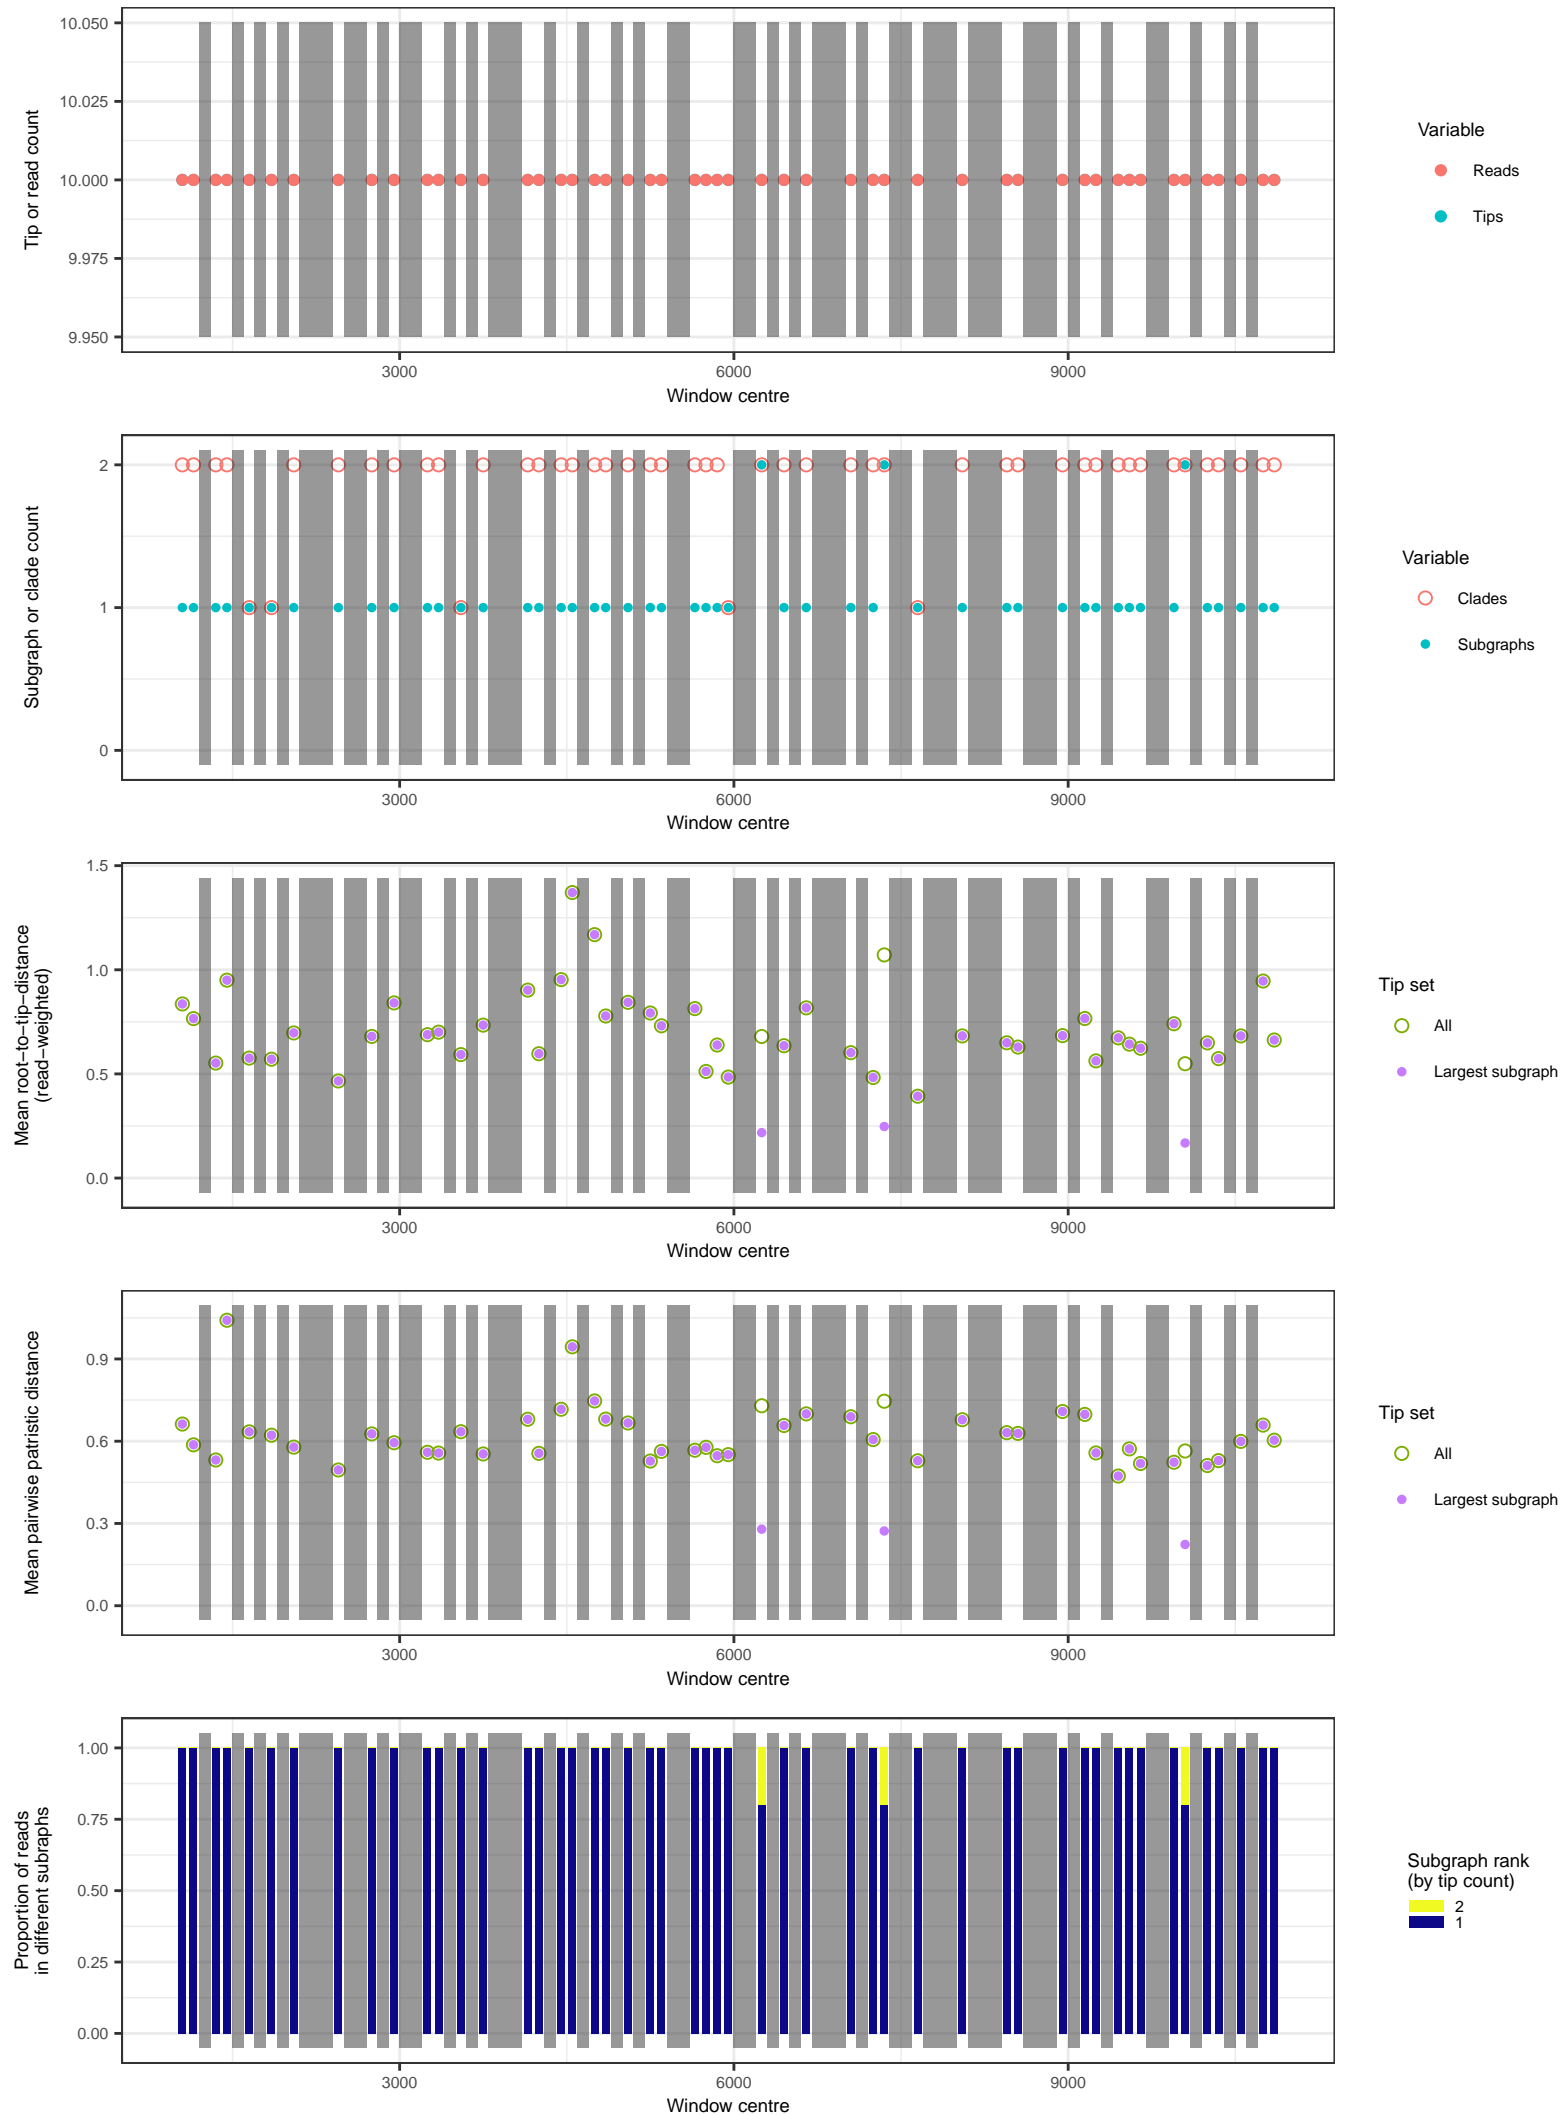 10.050
10.025
10.000
9.975
9.950
Tip or read count
3000
6000
9000
Window centre
Variable
Reads
Tips
2
1
0
Subgraph or clade count
3000
6000
9000
Window centre
Variable
Clades
Subgraphs
1.5
1.0
0.5
0.0
Mean root−to−tip−distance
(read−weighted)
3000
6000
9000
Window centre
Tip set
All
Largest subgraph
0.9
0.6
0.3
0.0
Mean pairwise patristic distance
3000
6000
9000
Window centre
Tip set
All
Largest subgraph
1.00
0.75
0.50
0.25
0.00
Proportion of reads
in different subraphs
3000
6000
9000
Window centre
Subgraph rank
(by tip count)
2
1